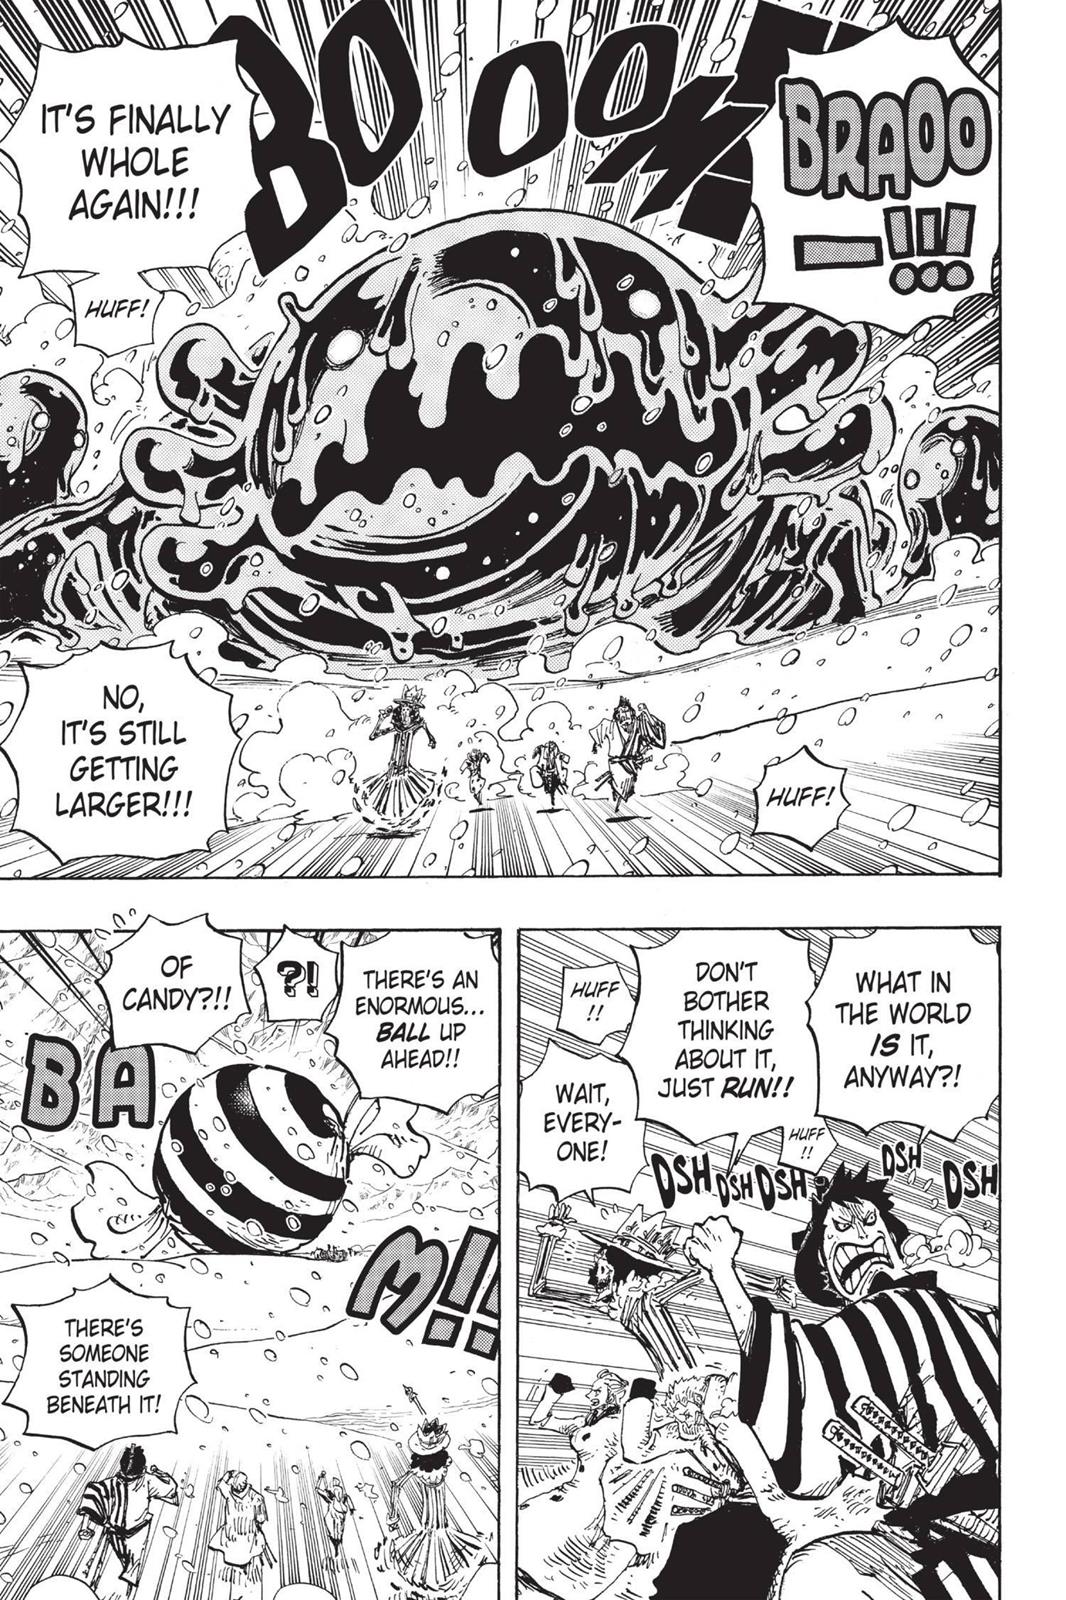 BRAOO
—!!!
BOOOM
IT'S FINALLY
WHOLE
AGAIN!!!
HUFF!
NO,
IT'S STILL
GETTING
LARGER!!!
HUFF!
WHAT IN
THE WORLD
IS IT,
ANYWAY?!
DON'T
BOTHER
THINKING
ABOUT IT,
JUST RUN!!
HUFF
!!
WAIT,
EVERY-
ONE!
HUFF
!!
DSH
DSH
DSH
DSH
DSH
THERE'S AN
ENORMOUS...
BALL UP
AHEAD!!
?!
OF
CANDY?!!
BA
M!!
THERE'S
SOMEONE
STANDING
BENEATH IT!